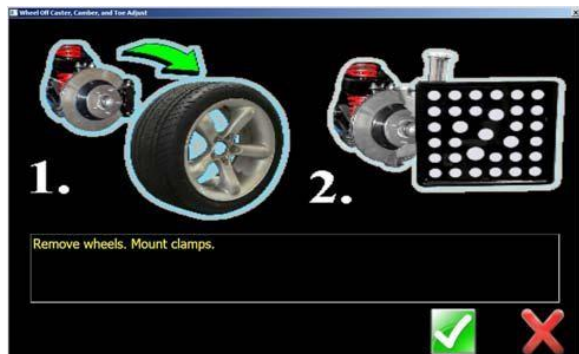 Wheel Off Caster, Camber, and Toe Adjust
1.
2.
Remove wheels. Mount clamps.